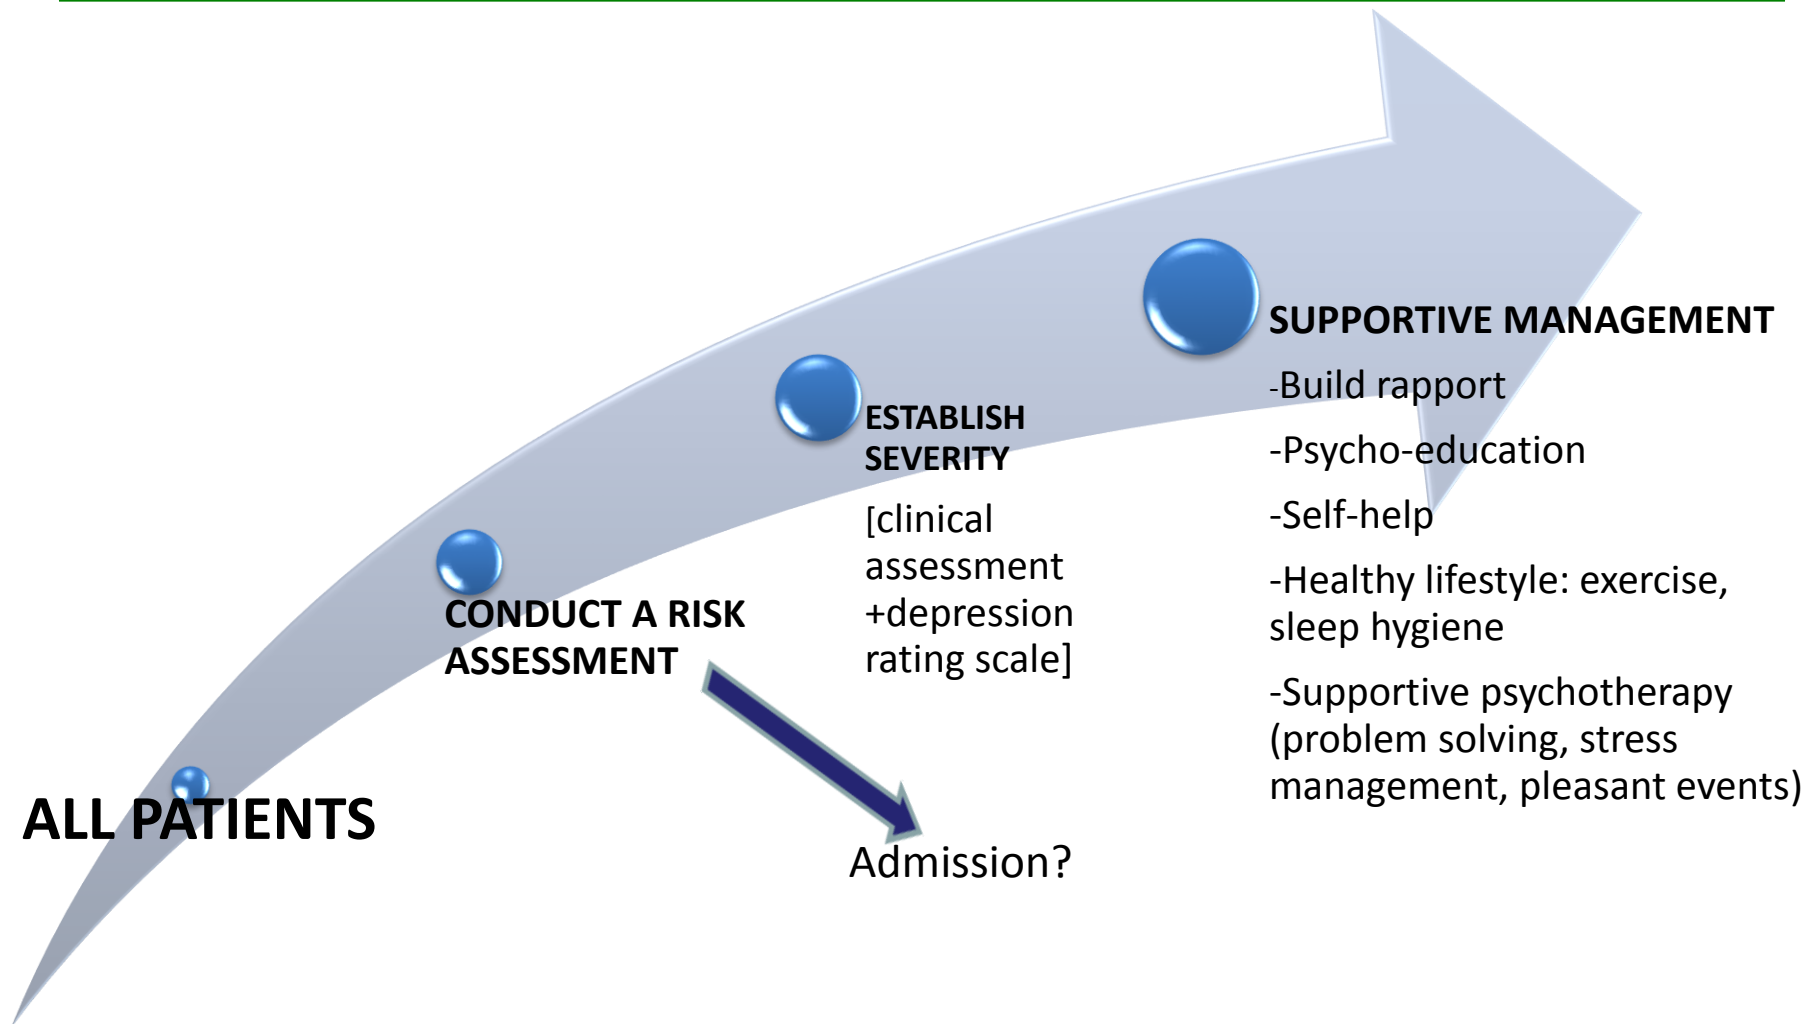 ALL PATIENTS
CONDUCT A RISK
ASSESSMENT
Admission?
ESTABLISH
SEVERITY
[clinical
assessment
+depression
rating scale]
SUPPORTIVE MANAGEMENT
-Build rapport
-Psycho-education
-Self-help
-Healthy lifestyle: exercise,
sleep hygiene
-Supportive psychotherapy
(problem solving, stress
management, pleasant events)